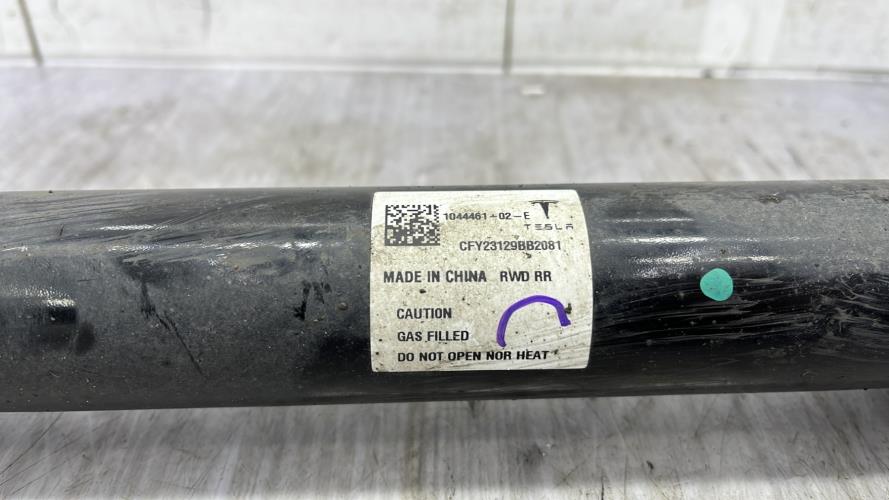 1044461-02-E
TESLA
CFY23129BB2081
MADE IN CHINA RWD RR
CAUTION
GAS FILLED
DO NOT OPEN NOR HEAT